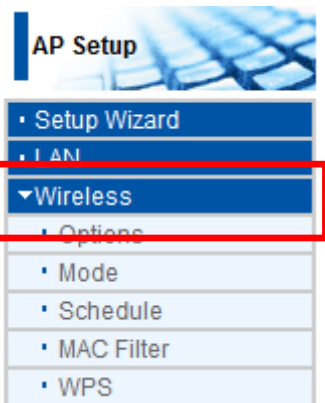 AP Setup
Setup Wizard
LAN
Wireless
Options
Mode
Schedule
MAC Filter
WPS